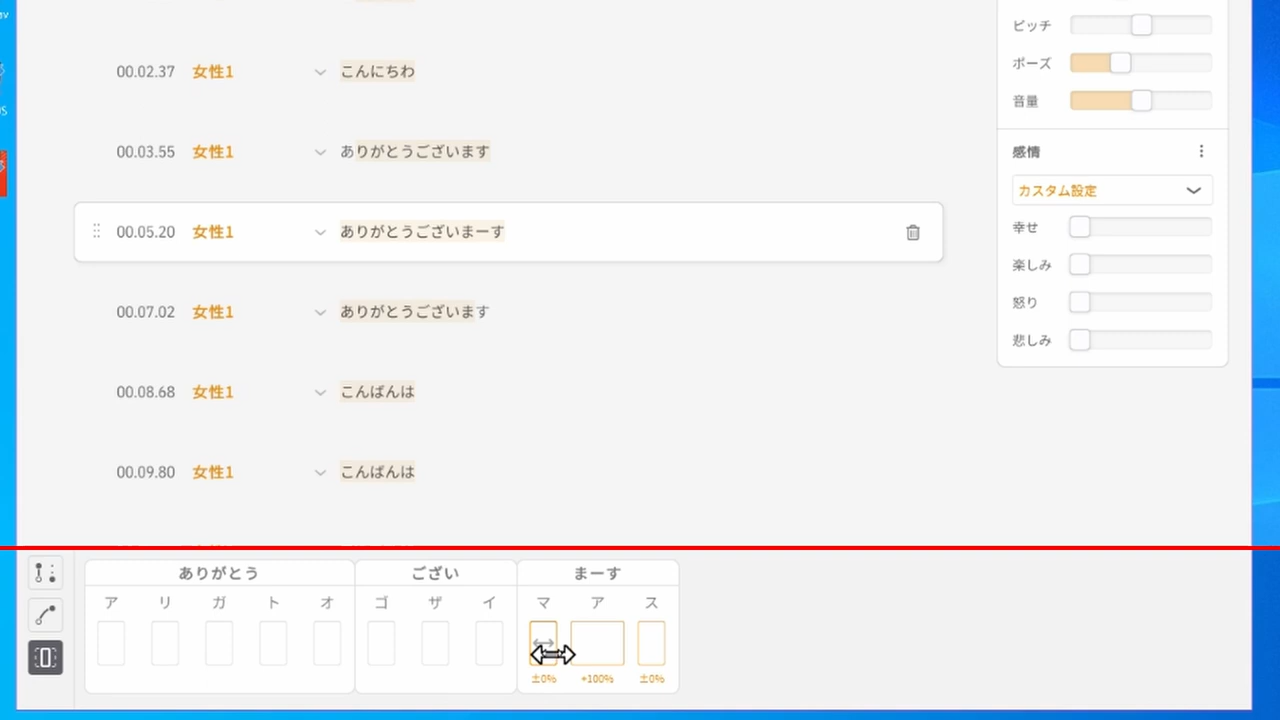 ピッチ
00.02.37 女性1 こんにちわ
ポーズ
音量
00.03.55 女性1 ありがとうございます
感情
カスタム設定
00.05.20 女性1 ありがとうございまーす
幸せ
楽しみ
怒り
00.07.02 女性1 ありがとうございます
悲しみ
00.08.68 女性1 こんばんは
00.09.80 女性1 こんばんは
ありがとう ござい まーす
ア リ ガ ト オ ゴ ザ イ マ ア ス
±0% +100% ±0%